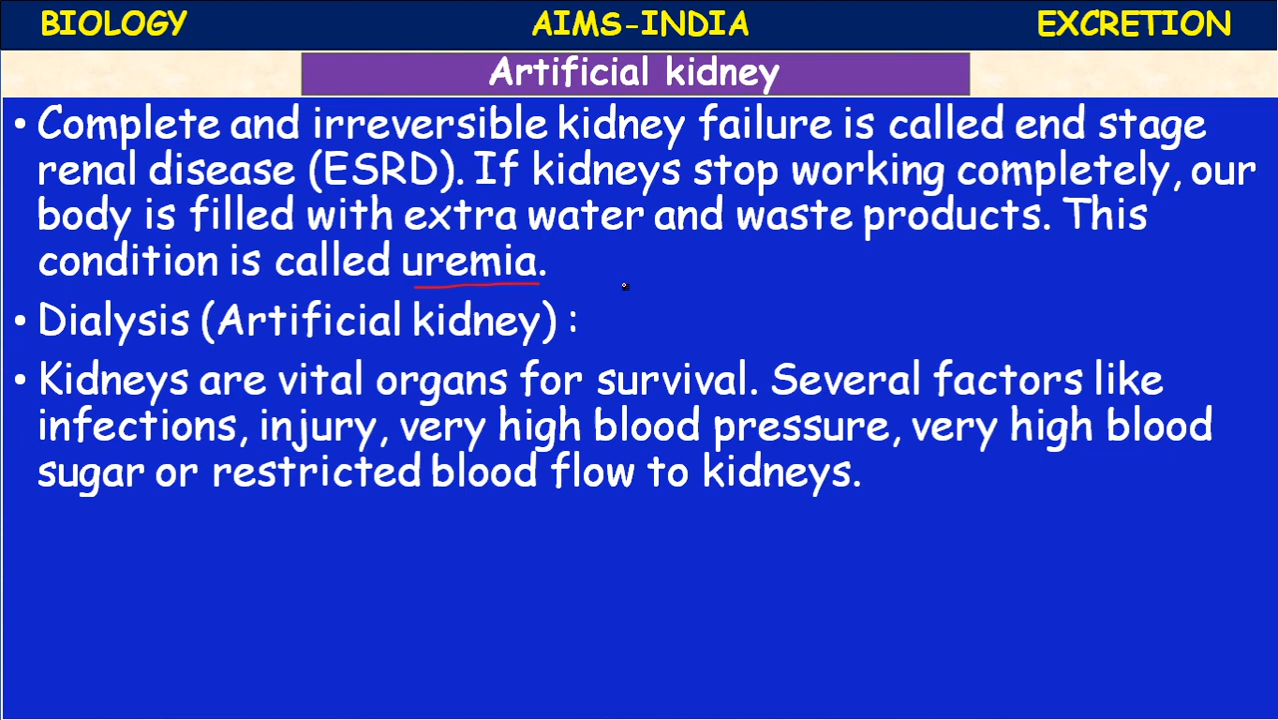 BIOLOGY AIMS-INDIA EXCRETION
Artificial kidney
• Complete and irreversible kidney failure is called end stage
renal disease (ESRD). If kidneys stop working completely, our
body is filled with extra water and waste products. This
condition is called uremia.
• Dialysis (Artificial kidney) :
• Kidneys are vital organs for survival. Several factors like
infections, injury, very high blood pressure, very high blood
sugar or restricted blood flow to kidneys.